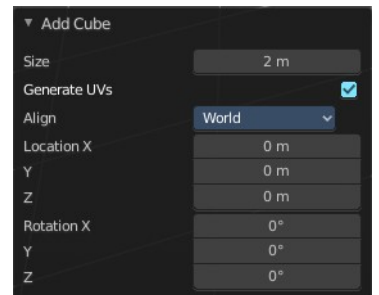 Add Cube
Size 2 m
Generate UVs
Align World
Location X 0 m
Y 0 m
Z 0 m
Rotation X 0°
Y 0°
Z 0°